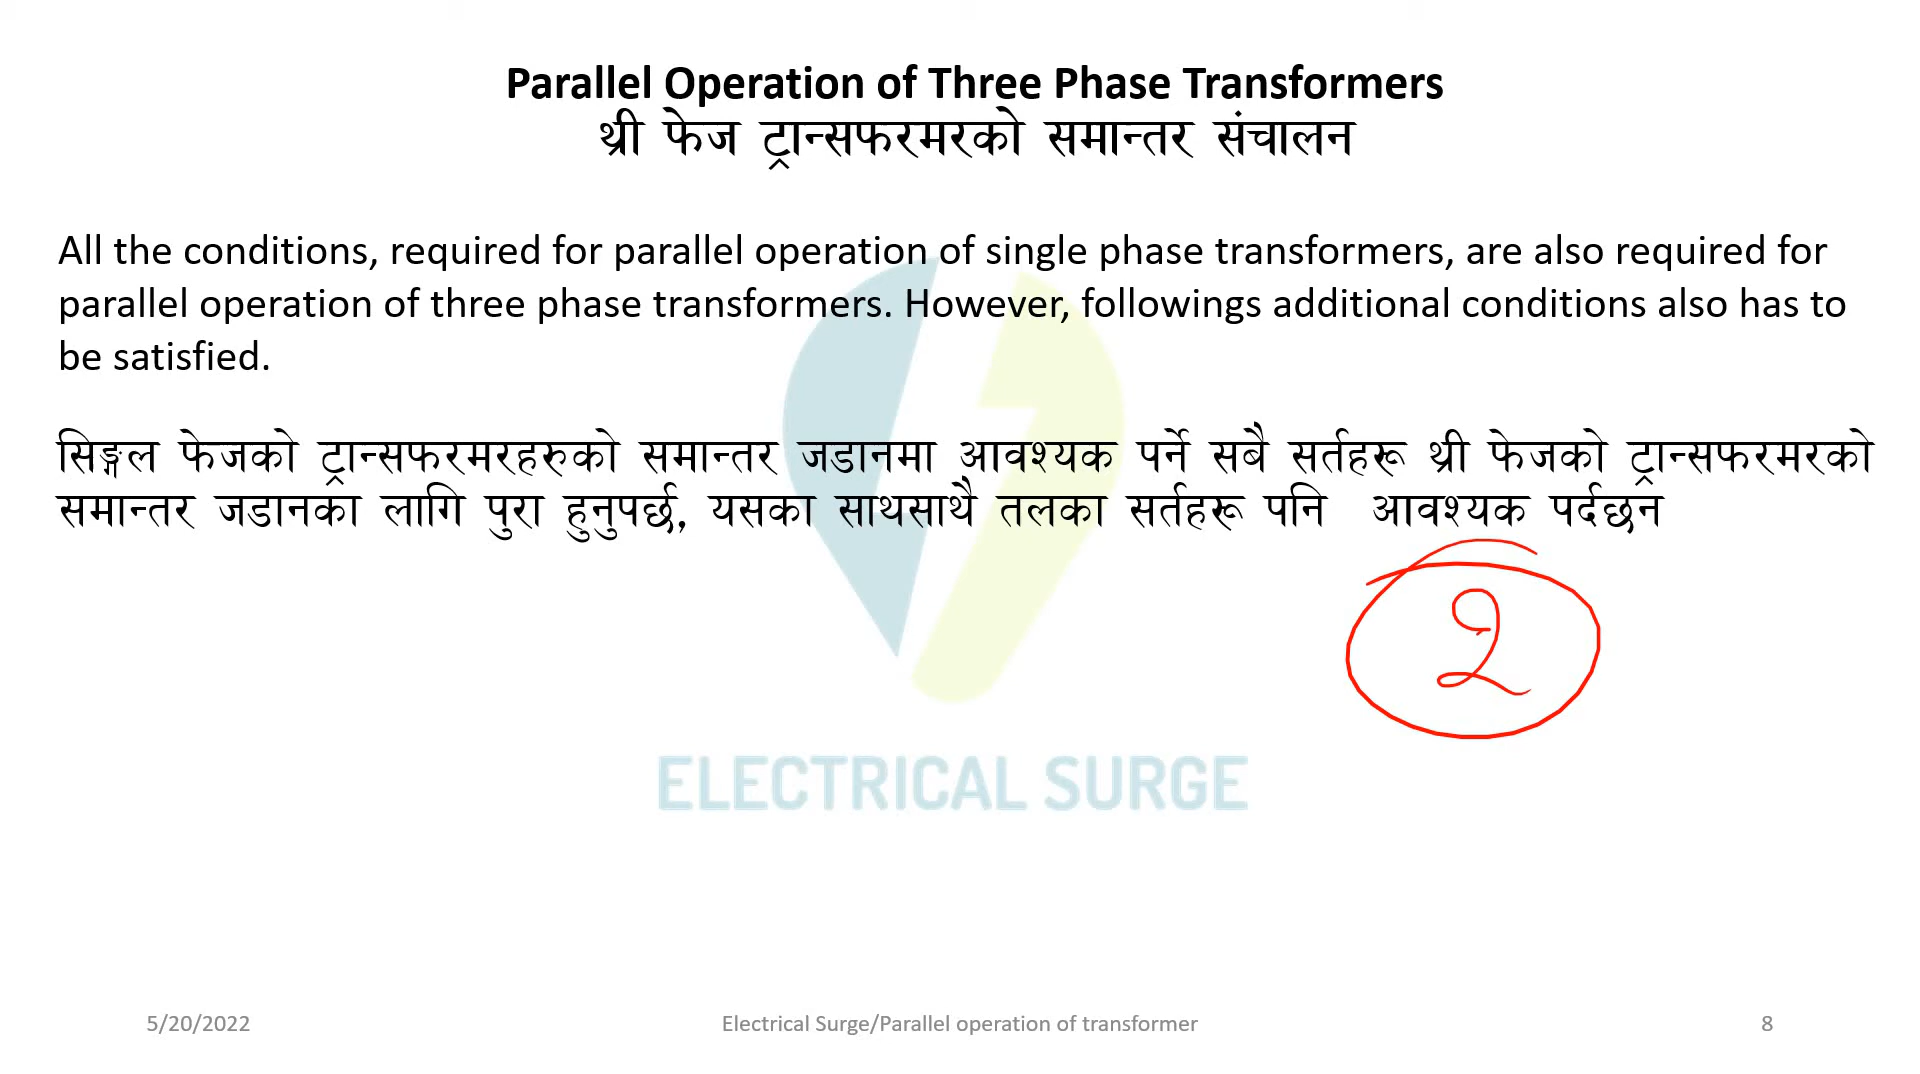 Parallel Operation of Three Phase Transformers
थ्री फेज ट्रान्सफरमरको समान्तर संचालन
All the conditions, required for parallel operation of single phase transformers, are also required for
parallel operation of three phase transformers. However, followings additional conditions also has to
be satisfied.
सिङ्गल फेजको ट्रान्सफरमरहरुको समान्तर जडानमा आवश्यक पर्ने सबै सर्तहरू थ्री फेजको ट्रान्सफरमरको
समान्तर जडानका लागि पुरा हुनुपर्छ, यसका साथसाथै तलका सर्तहरू पनि आवश्यक पर्दछन
2
ELECTRICAL SURGE
5/20/2022 Electrical Surge/Parallel operation of transformer 8